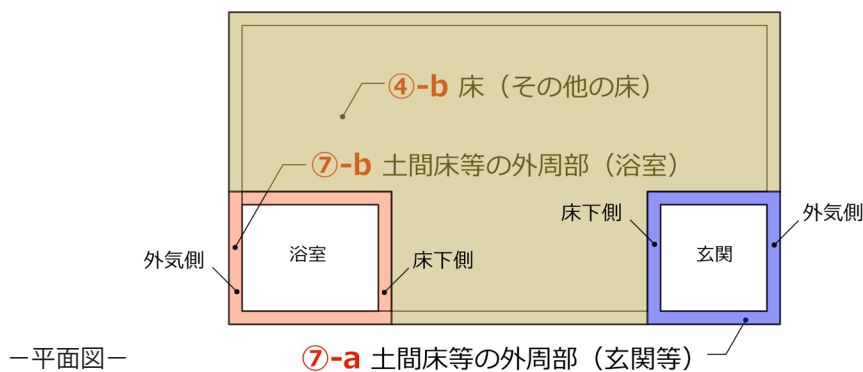 ④-b 床（その他の床）
⑦-b 土間床等の外周部（浴室）
床下側
外気側
外気側
浴室
床下側
玄関
－平面図－
⑦-a 土間床等の外周部（玄関等）